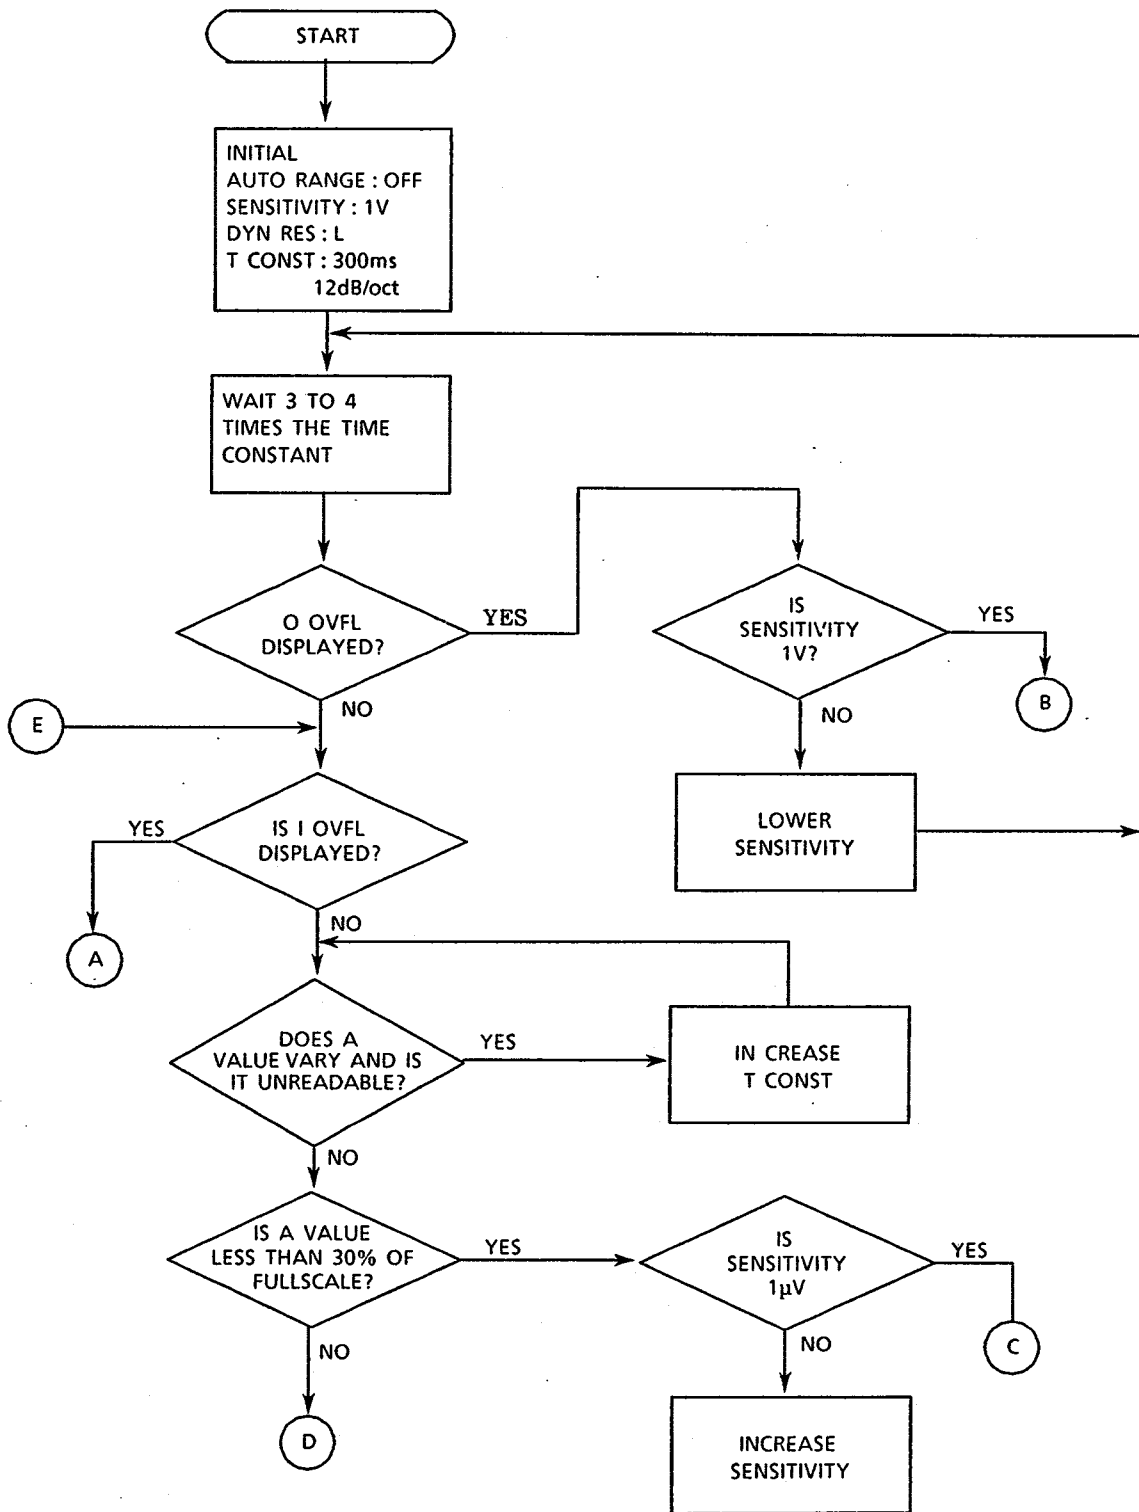 START
INITIAL
AUTO RANGE : OFF
SENSITIVITY : 1V
DYN RES : L
T CONST : 300ms
12dB/oct
WAIT 3 TO 4
TIMES THE TIME
CONSTANT
O OVFL
DISPLAYED?
YES
IS
SENSITIVITY
1V?
YES
B
NO
E
NO
LOWER
SENSITIVITY
IS I OVFL
DISPLAYED?
YES
A
NO
DOES A
VALUE VARY AND IS
IT UNREADABLE?
YES
IN CREASE
T CONST
NO
IS A VALUE
LESS THAN 30% OF
FULLSCALE?
YES
IS
SENSITIVITY
1µV
YES
C
NO
NO
D
INCREASE
SENSITIVITY